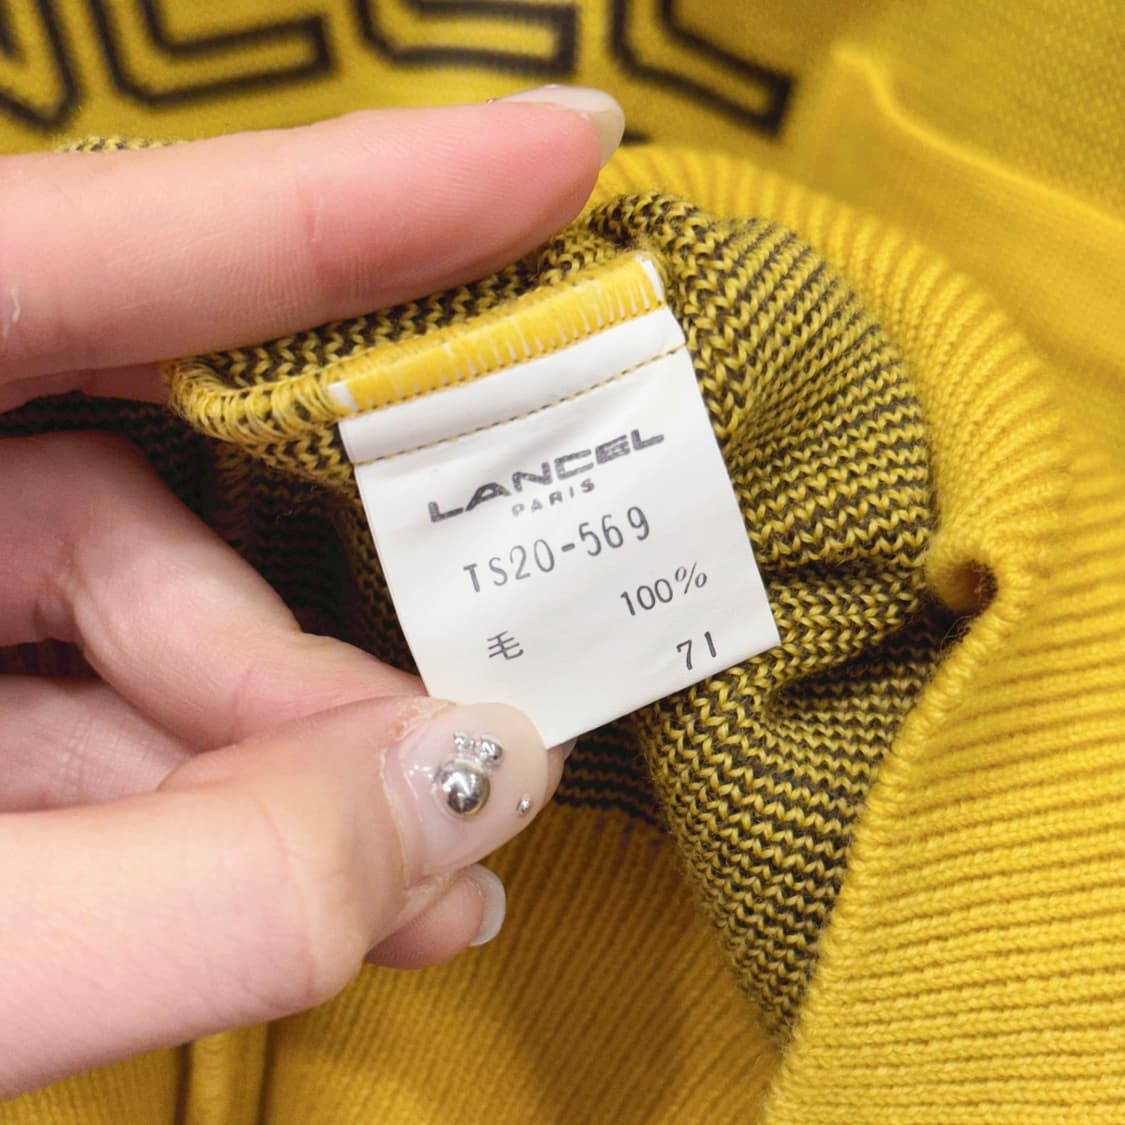 LANCEL
PARIS
TS20-569
100%
毛
71